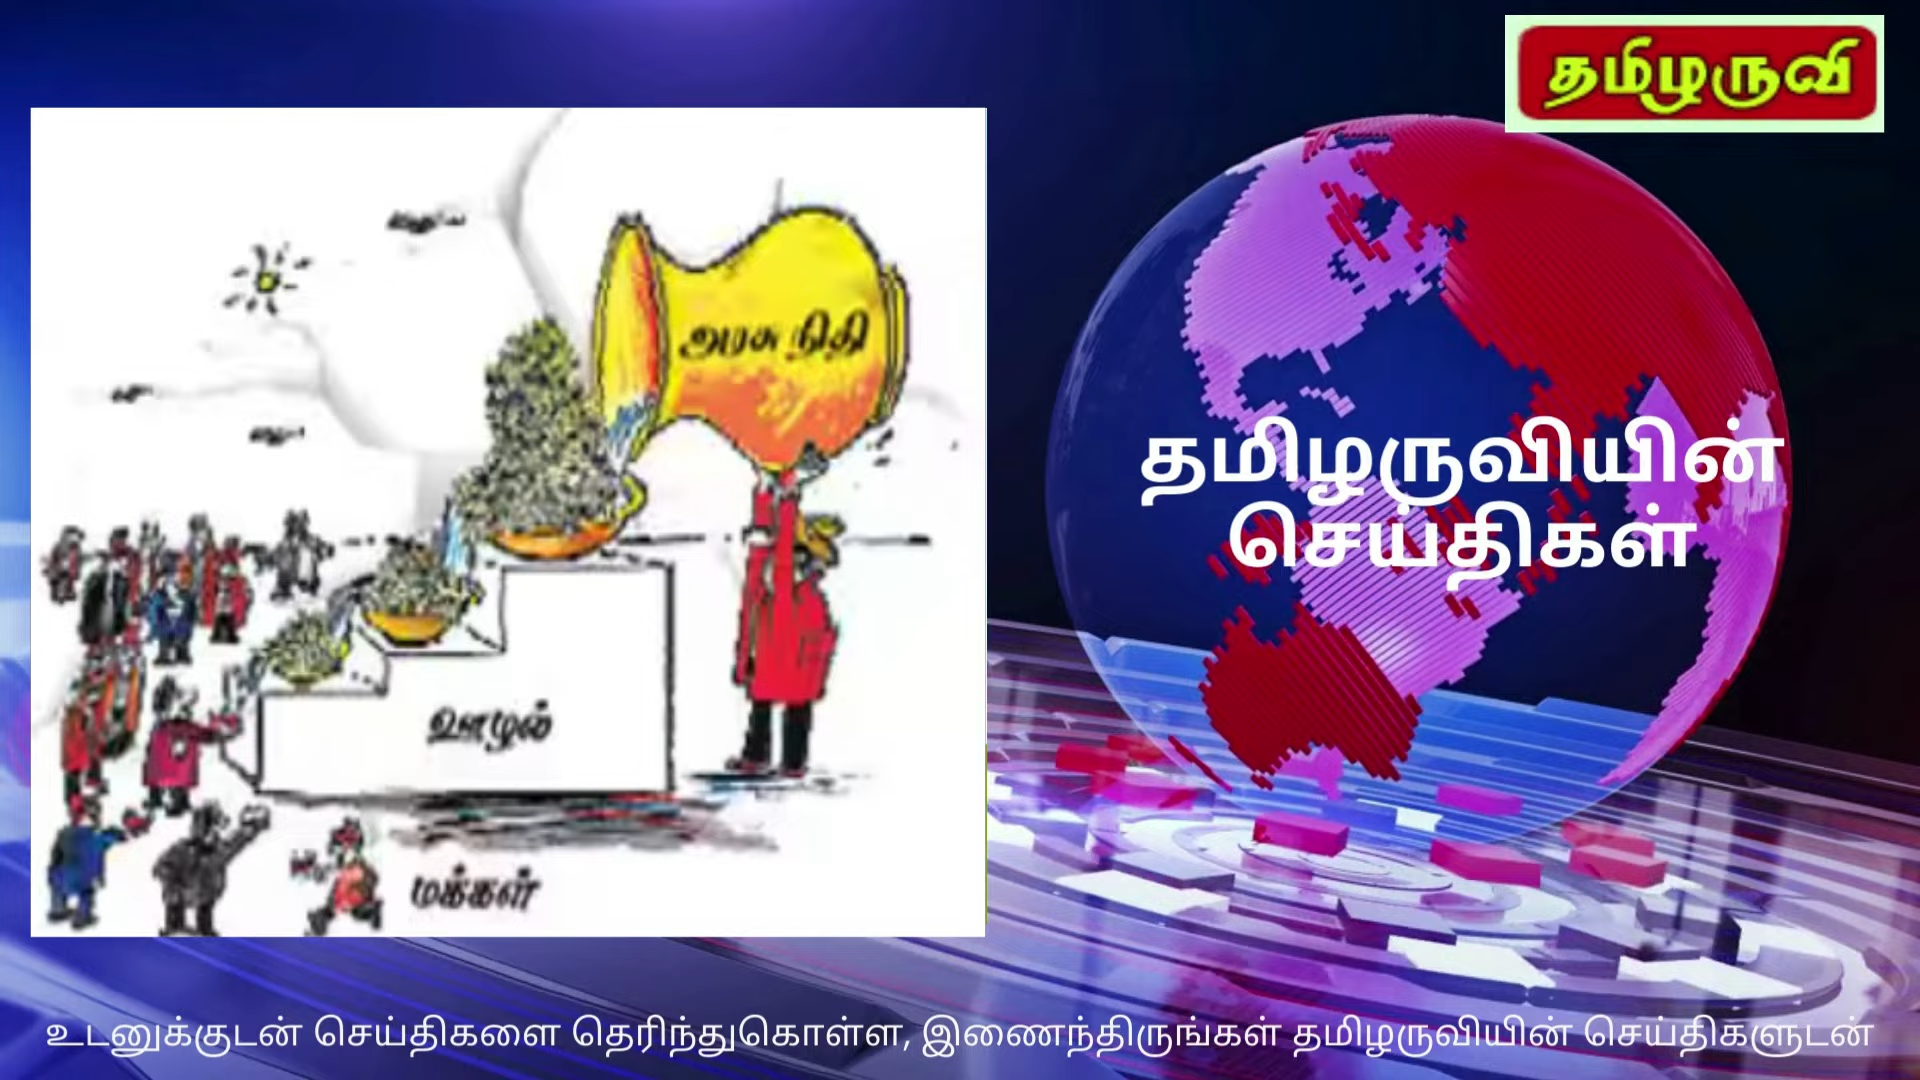 தமிழருவி
அரசு நிதி
ஊழல்
மக்கள்
தமிழருவியின்
செய்திகள்
உடனுக்குடன் செய்திகளை தெரிந்துகொள்ள, இணைந்திருங்கள் தமிழருவியின் செய்திகளுடன்